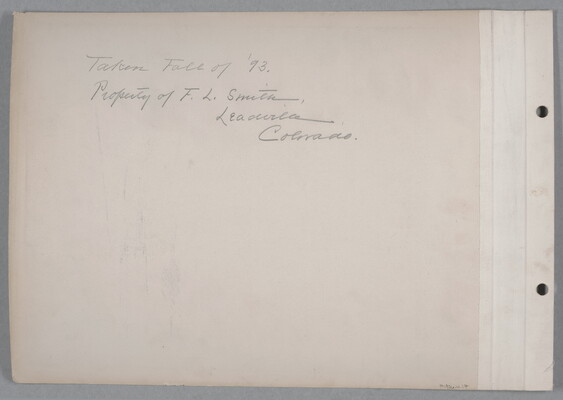 Taken Fall of '93.
Property of F. L. Smith,
Leadville
Colorado.